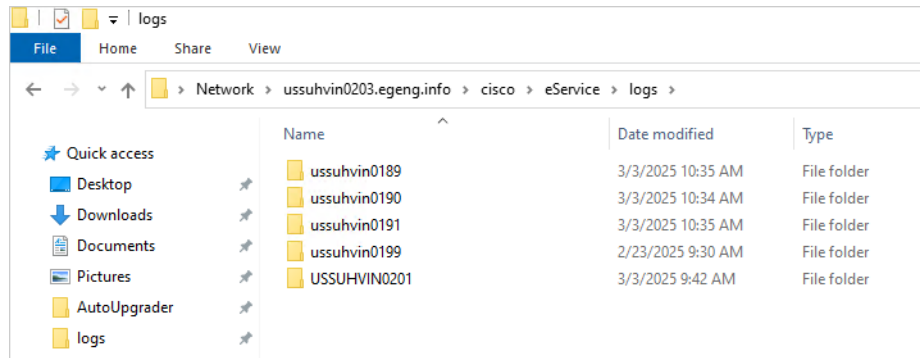 logs
File Home Share View
Network > ussuhvin0203.egeng.info > cisco > eService > logs >
Name Date modified Type
Quick access
Desktop
Downloads
Documents
Pictures
AutoUpgrader
logs
ussuhvin0189 3/3/2025 10:35 AM File folder
ussuhvin0190 3/3/2025 10:34 AM File folder
ussuhvin0191 3/3/2025 10:35 AM File folder
ussuhvin0199 2/23/2025 9:30 AM File folder
USSUHVIN0201 3/3/2025 9:42 AM File folder